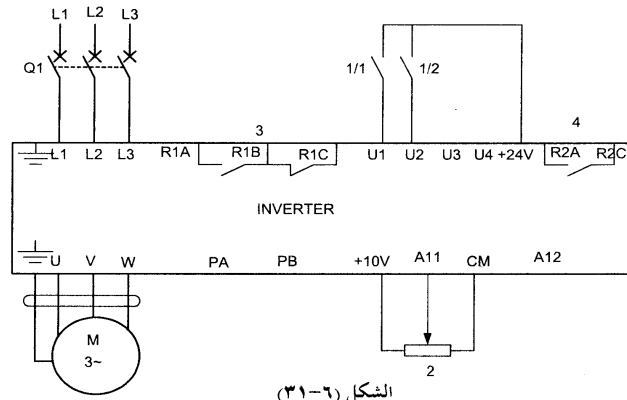 L1 L2 L3
Q1
1/1 1/2
3 4
L1 L2 L3 R1A R1B R1C U1 U2 U3 U4 +24V R2A R2C
INVERTER
U V W PA PB +10V A11 CM A12
M
3~
2
الشكل (٦-٣١)